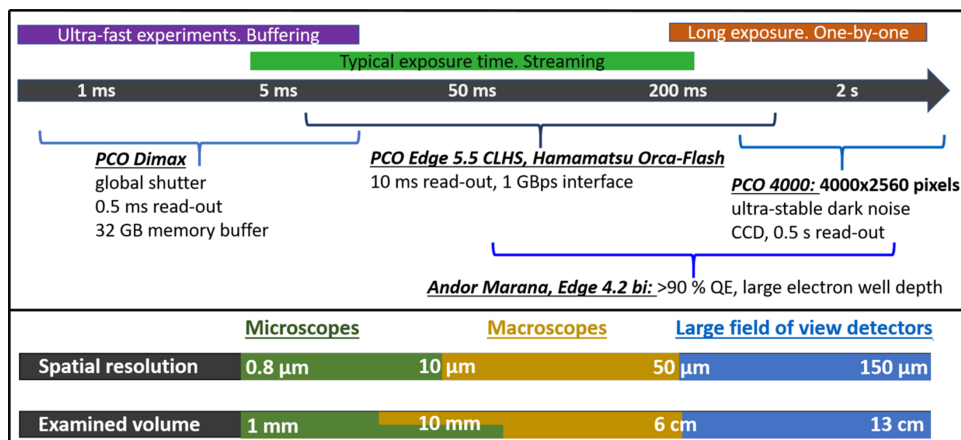 Ultra-fast experiments. Buffering
Long exposure. One-by-one
Typical exposure time. Streaming
1 ms 5 ms 50 ms 200 ms 2 s
PCO Dimax
global shutter
0.5 ms read-out
32 GB memory buffer
PCO Edge 5.5 CLHS, Hamamatsu Orca-Flash
10 ms read-out, 1 GBps interface
PCO 4000: 4000x2560 pixels
ultra-stable dark noise
CCD, 0.5 s read-out
Andor Marana, Edge 4.2 bi: >90 % QE, large electron well depth
Microscopes Macroscopes Large field of view detectors
Spatial resolution 0.8 µm 10 µm 50 µm 150 µm
Examined volume 1 mm 10 mm 6 cm 13 cm